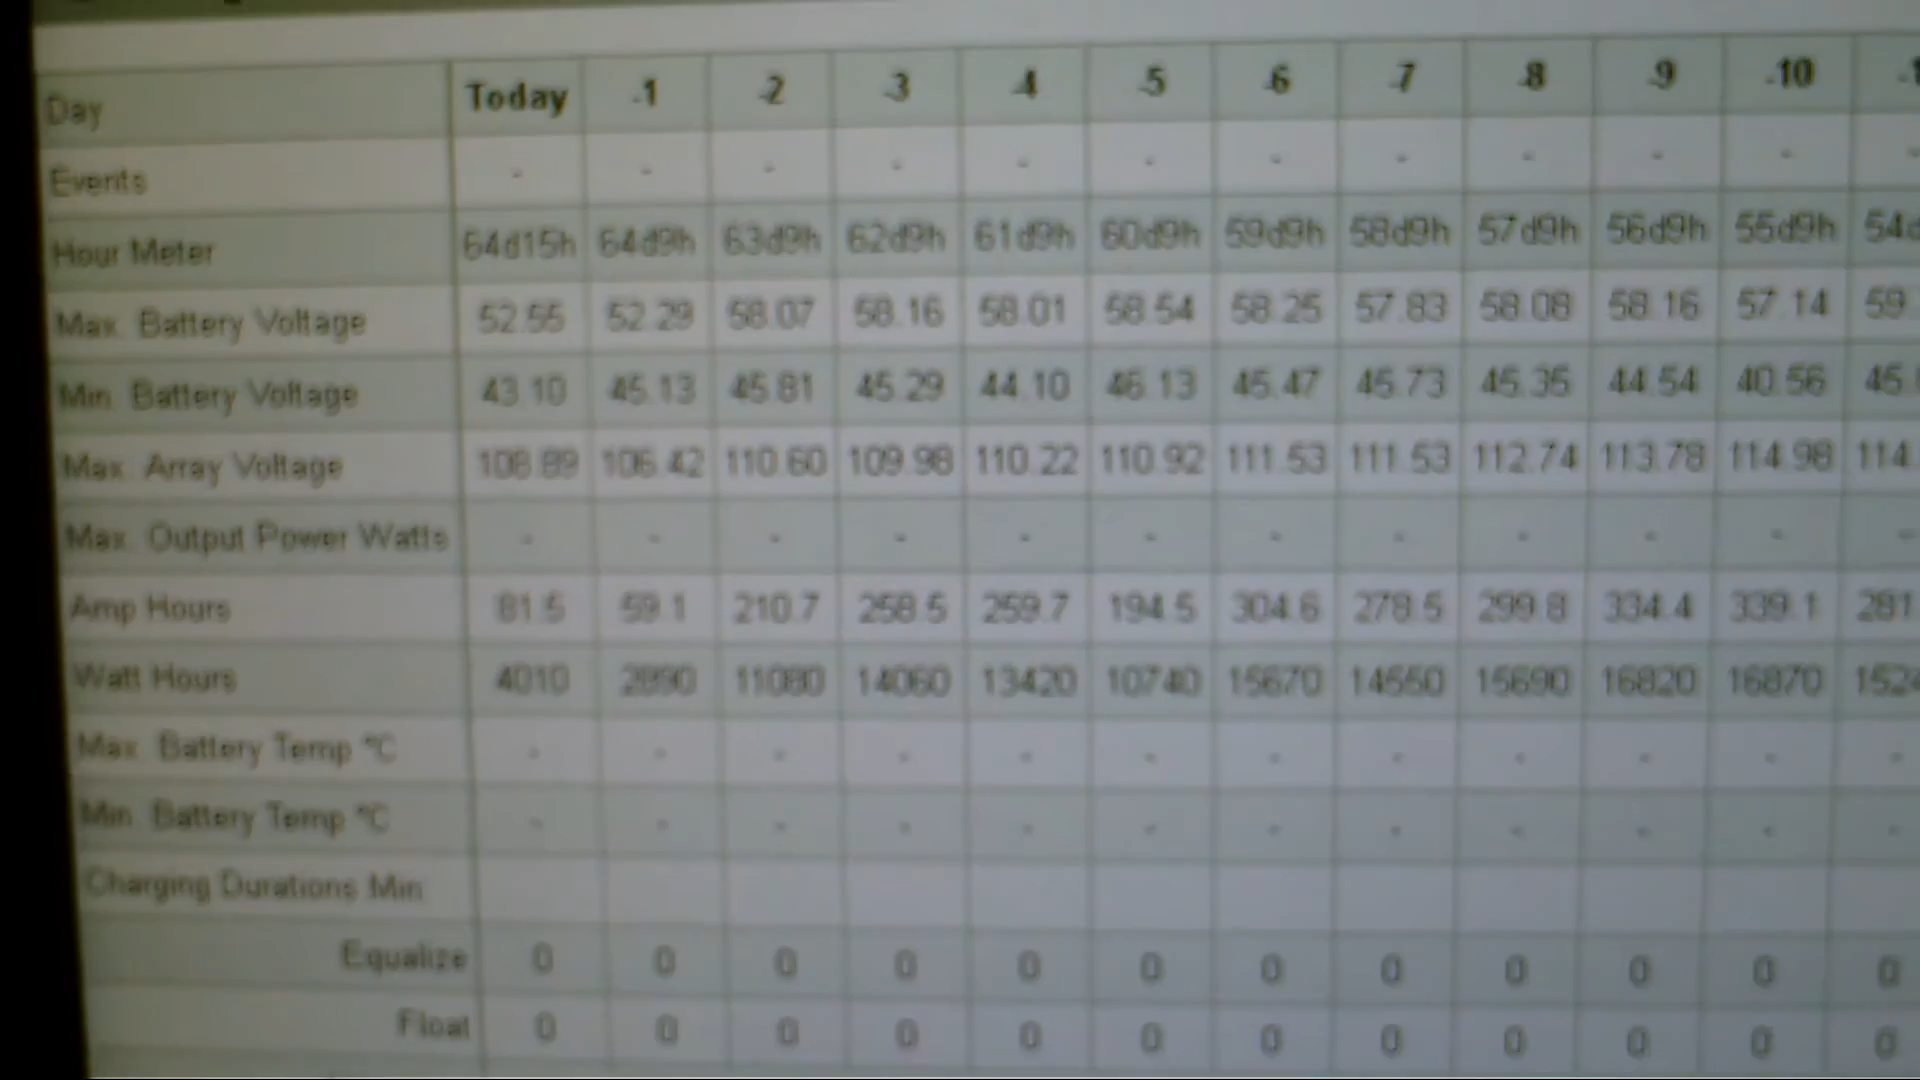 Day Today -1 -2 -3 -4 -5 -6 -7 -8 -9 -10
Events - - - - - - - - - - - -
Hour Meter 64d15h 64d9h 63d9h 62d9h 61d9h 60d9h 59d9h 58d9h 57d9h 56d9h 55d9h 54d
Max. Battery Voltage 52.55 52.29 58.07 58.16 58.01 58.54 58.25 57.83 58.08 58.16 57.14 59.
Min. Battery Voltage 43.10 45.13 45.81 45.29 44.10 46.13 45.47 45.73 45.35 44.54 40.56 45.
Max. Array Voltage 108.89 106.42 110.60 109.98 110.22 110.92 111.53 111.53 112.74 113.78 114.98 114.
Max. Output Power Watts - - - - - - - - - - - -
Amp Hours 81.5 59.1 210.7 258.5 259.7 194.5 304.6 278.5 299.8 334.4 339.1 281.
Watt Hours 4010 2890 11080 14060 13420 10740 15670 14550 15690 16820 16870 152
Max. Battery Temp °C - - - - - - - - - - - -
Min. Battery Temp °C - - - - - - - - - - - -
Charging Durations Min
Equalize 0 0 0 0 0 0 0 0 0 0 0 0
Float 0 0 0 0 0 0 0 0 0 0 0 0